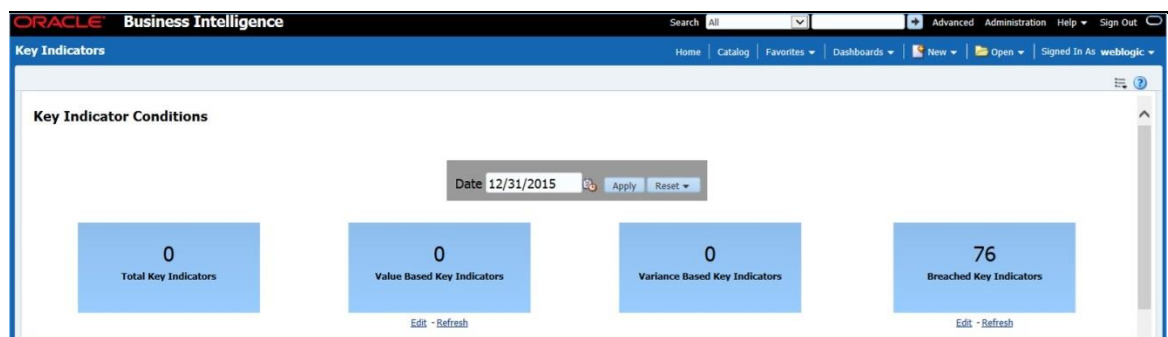 ORACLE Business Intelligence Search All Advanced Administration Help Sign Out
Key Indicators Home Catalog Favorites Dashboards New Open Signed In As weblogic
Key Indicator Conditions
Date 12/31/2015 Apply Reset
0 0 0 76
Total Key Indicators Value Based Key Indicators Variance Based Key Indicators Breached Key Indicators
Edit - Refresh Edit - Refresh